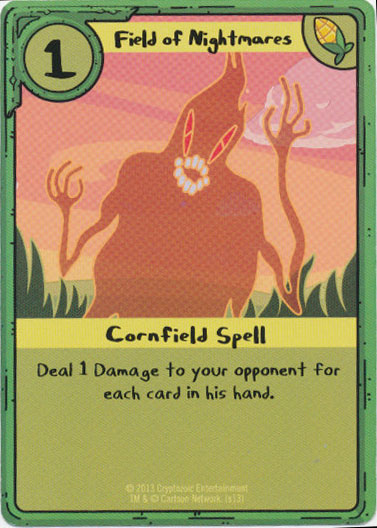 1
Field of Nightmares
Cornfield Spell
Deal 1 Damage to your opponent for
each card in his hand.
© 2013 Cryptozoic Entertainment
TM & © Cartoon Network. (s13)